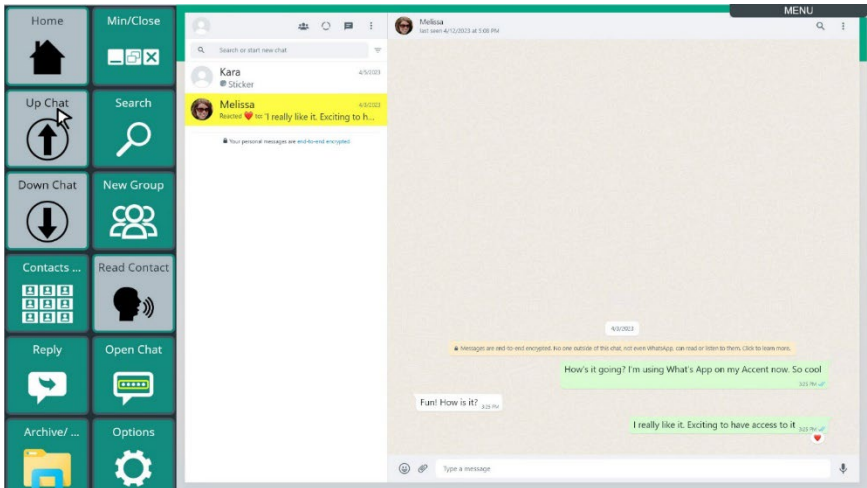 MENU
Home
Min/Close
Up Chat
Search
Down Chat
New Group
Contacts ...
Read Contact
Reply
Open Chat
Archive/ ...
Options
Search or start new chat
Kara
4/5/2023
Sticker
Melissa
4/3/2023
Reacted ❤️ to: "I really like it. Exciting to h...
Your personal messages are end-to-end encrypted
Melissa
last seen 4/12/2023 at 5:08 PM
4/3/2023
Messages are end-to-end encrypted. No one outside of this chat, not even WhatsApp, can read or listen to them. Click to learn more.
How's it going? I'm using What's App on my Accent now. So cool
3:25 PM
Fun! How is it?
I really like it. Exciting to have access to it
Type a message